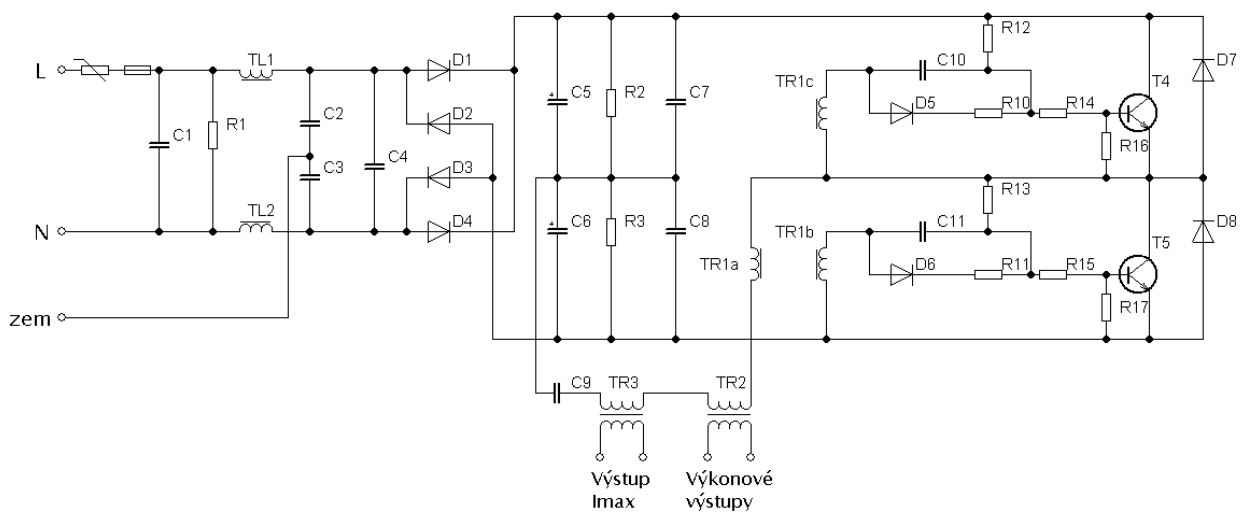 R12
D7
L
TL1
D1
C10
T4
TR1c
C5
R2
C7
D5
R10
R14
C2
D2
C1
R1
R16
C3
C4
D3
R13
TL2
D4
C11
T5
N
C6
R3
C8
TR1b
D8
TR1a
D6
R11
R15
R17
zem
C9
TR3
TR2
Výstup
Imax
Výkonové
výstupy